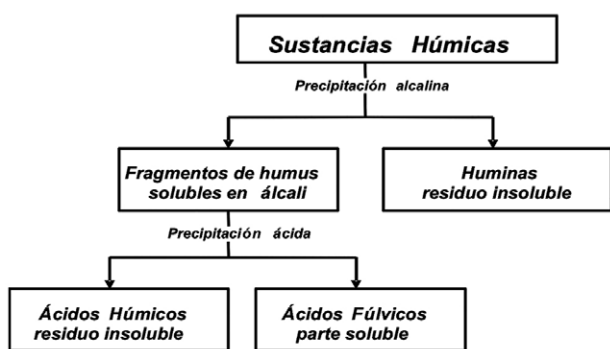 Sustancias Húmicas
Precipitación alcalina
Fragmentos de humus
solubles en álcali
Huminas
residuo insoluble
Precipitación ácida
Ácidos Húmicos
residuo insoluble
Ácidos Fúlvicos
parte soluble